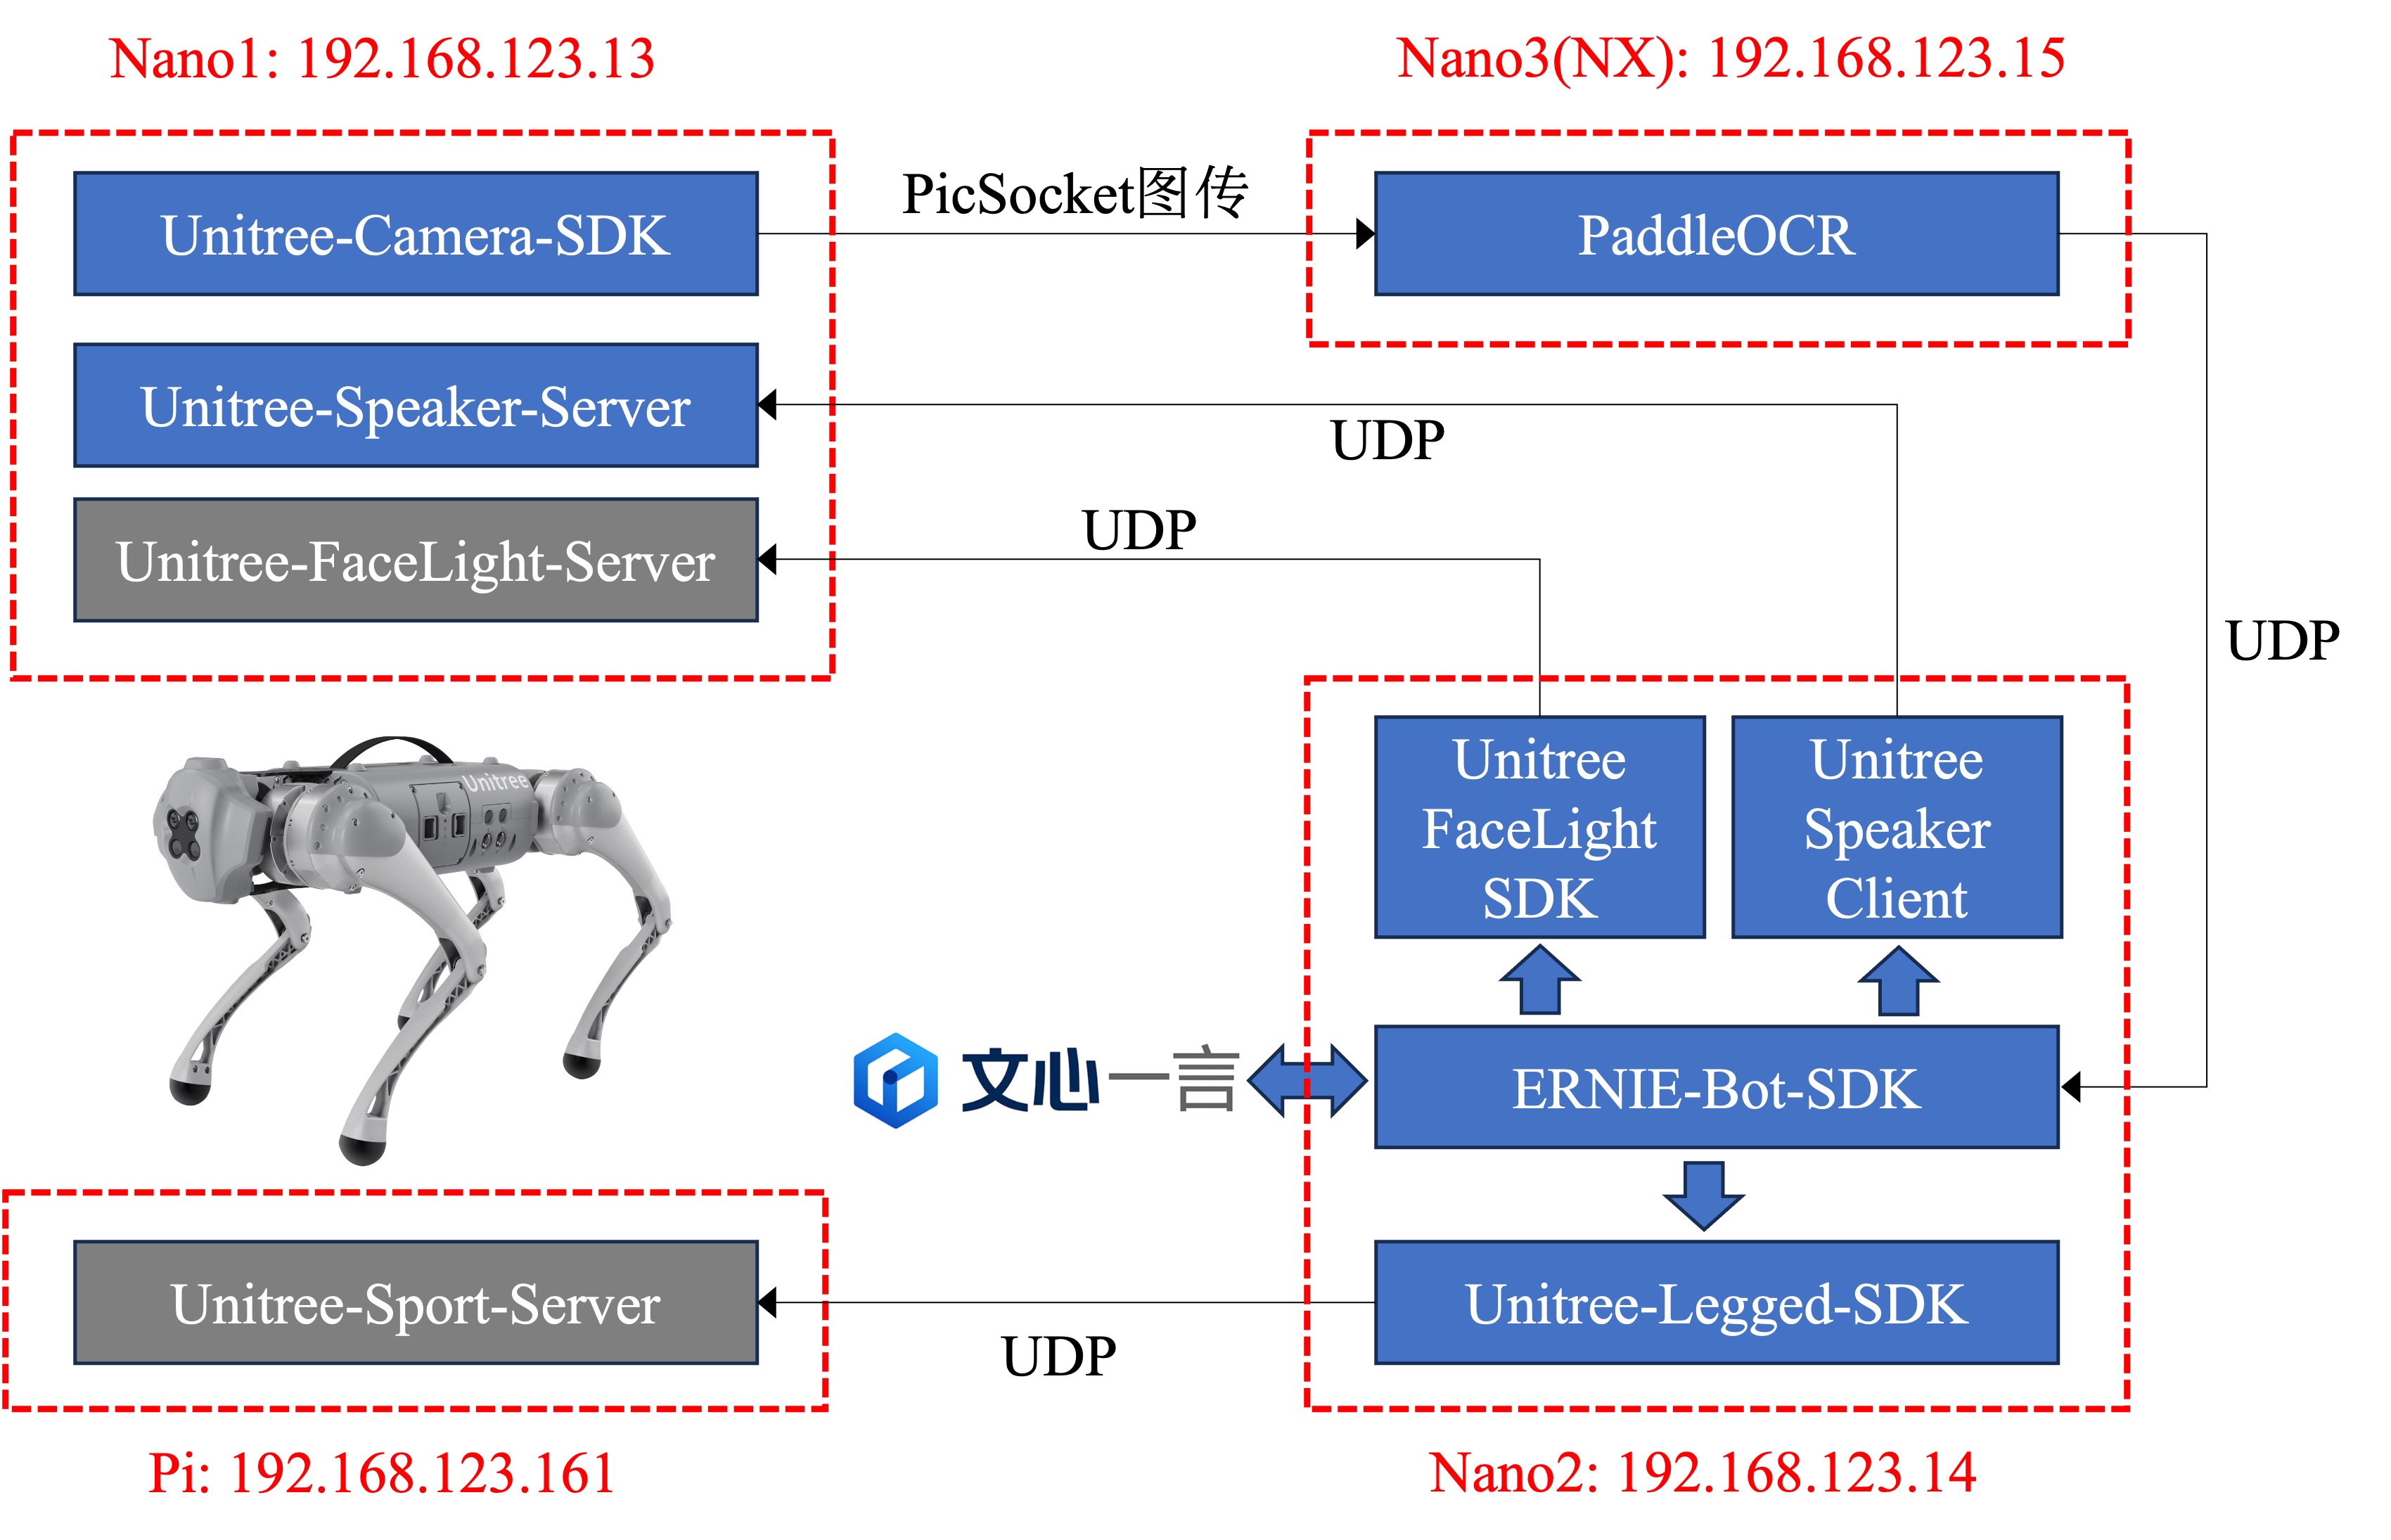 Nano1: 192.168.123.13
Nano3(NX): 192.168.123.15
Unitree-Camera-SDK
PicSocket图传
PaddleOCR
Unitree-Speaker-Server
UDP
Unitree-FaceLight-Server
UDP
UDP
Unitree
FaceLight
SDK
Unitree
Speaker
Client
Unitree
文心一言
ERNIE-Bot-SDK
Unitree-Sport-Server
UDP
Unitree-Legged-SDK
Pi: 192.168.123.161
Nano2: 192.168.123.14